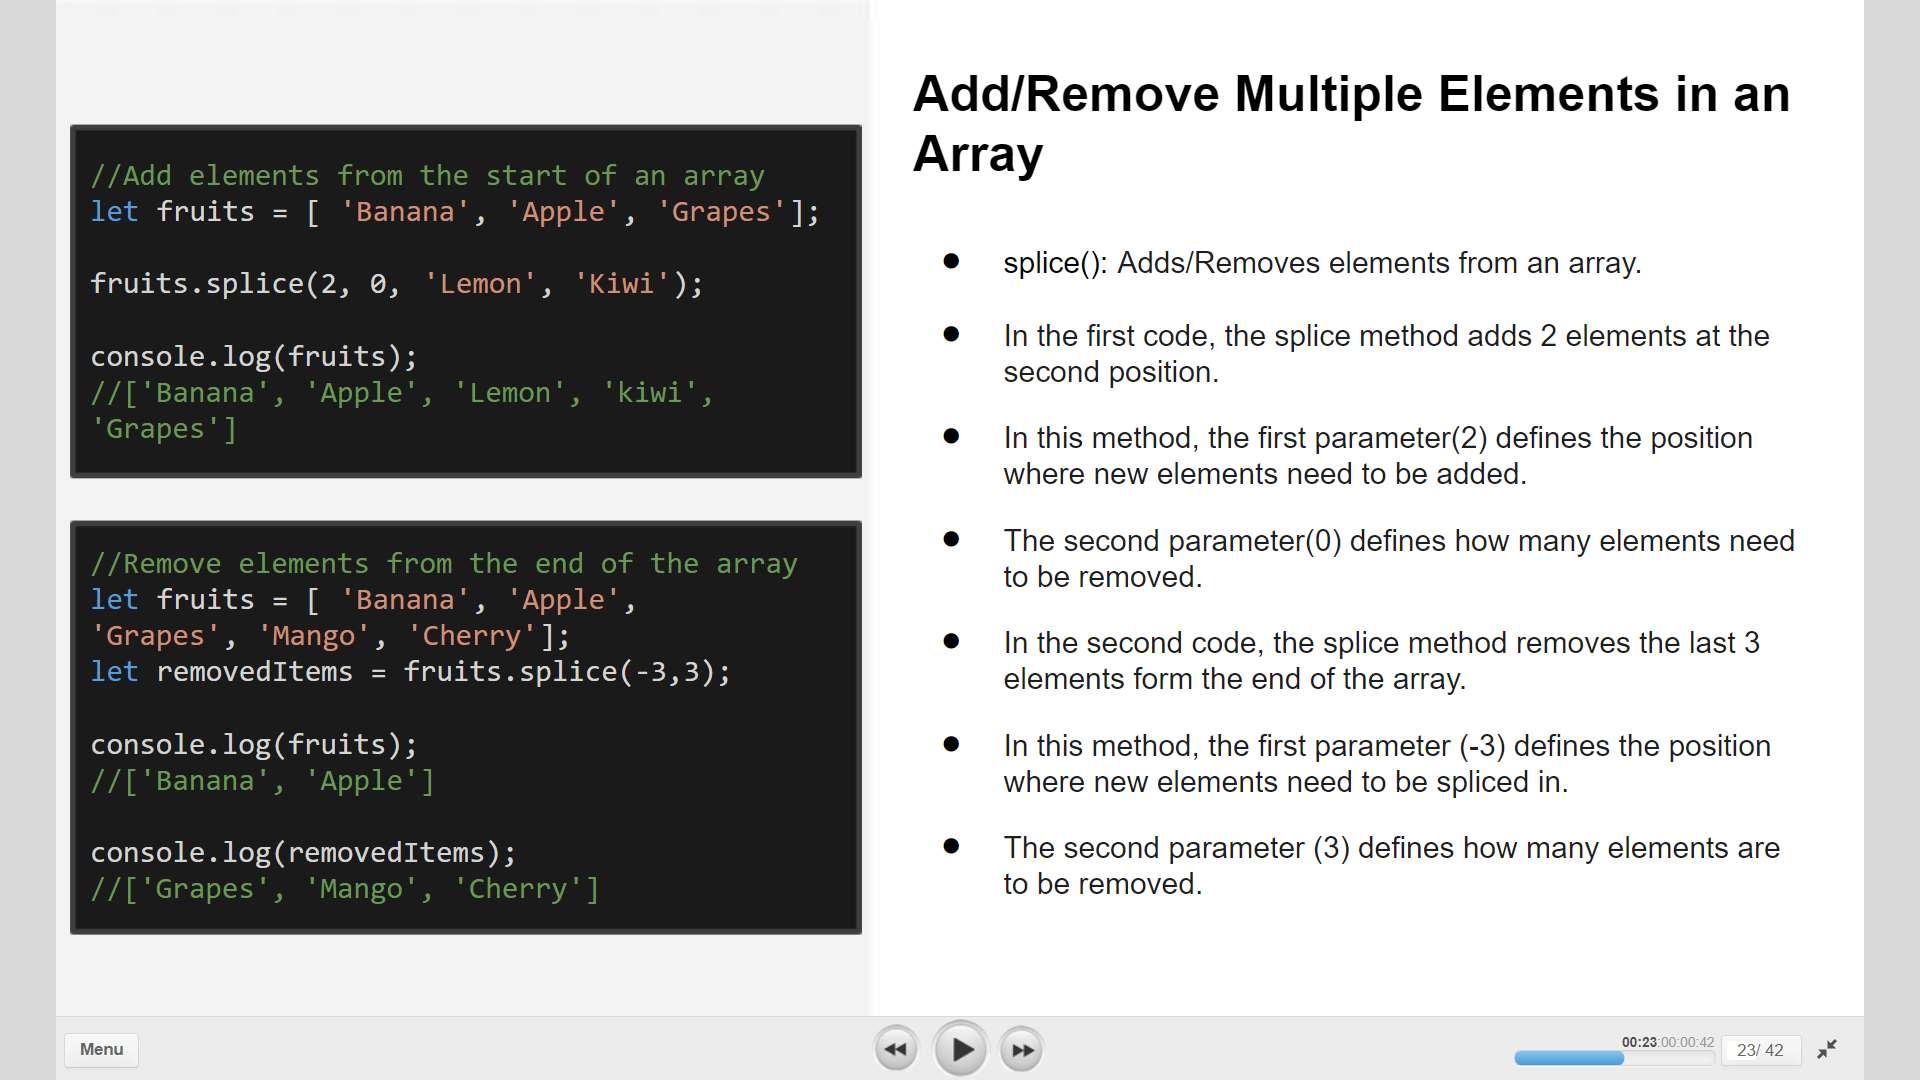 //Add elements from the start of an array
let fruits = [ 'Banana', 'Apple', 'Grapes'];
fruits.splice(2, 0, 'Lemon', 'Kiwi');
console.log(fruits);
//['Banana', 'Apple', 'Lemon', 'kiwi',
'Grapes']
//Remove elements from the end of the array
let fruits = [ 'Banana', 'Apple',
'Grapes', 'Mango', 'Cherry'];
let removedItems = fruits.splice(-3,3);
console.log(fruits);
//['Banana', 'Apple']
console.log(removedItems);
//['Grapes', 'Mango', 'Cherry']
Add/Remove Multiple Elements in an
Array
● splice(): Adds/Removes elements from an array.
● In the first code, the splice method adds 2 elements at the
second position.
● In this method, the first parameter(2) defines the position
where new elements need to be added.
● The second parameter(0) defines how many elements need
to be removed.
● In the second code, the splice method removes the last 3
elements form the end of the array.
● In this method, the first parameter (-3) defines the position
where new elements need to be spliced in.
● The second parameter (3) defines how many elements are
to be removed.
Menu
00:23:00:00:42
23/ 42